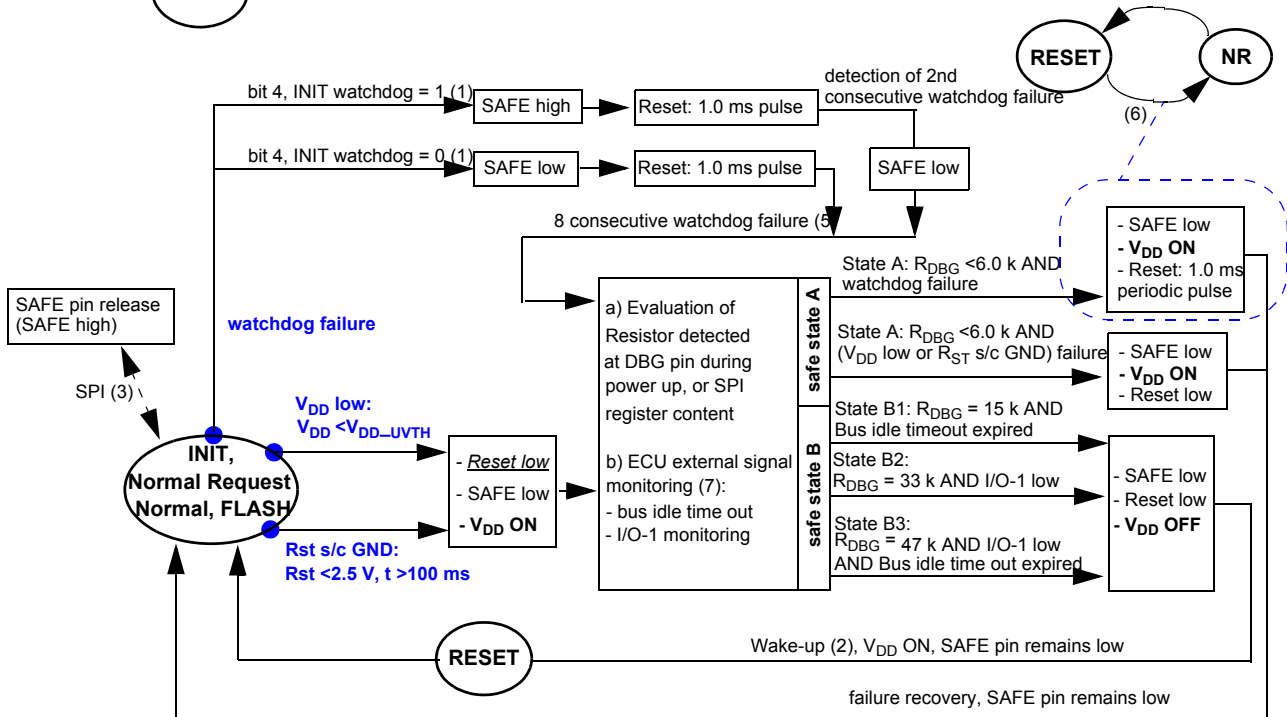 RESET
NR
(6)
bit 4, INIT watchdog = 1 (1)
SAFE high
Reset: 1.0 ms pulse
detection of 2nd
consecutive watchdog failure
bit 4, INIT watchdog = 0 (1)
SAFE low
Reset: 1.0 ms pulse
SAFE low
8 consecutive watchdog failure (5
- SAFE low
- VDD ON
- Reset: 1.0 ms
periodic pulse
State A: RDBG <6.0 k AND
watchdog failure
SAFE pin release
(SAFE high)
watchdog failure
a) Evaluation of
Resistor detected
at DBG pin during
power up, or SPI
register content
b) ECU external signal
monitoring (7):
- bus idle time out
- I/O-1 monitoring
safe state A
safe state B
State A: RDBG <6.0 k AND
(VDD low or RST s/c GND) failure
- SAFE low
- VDD ON
- Reset low
SPI (3)
VDD low:
VDD <VDD_UVTH
INIT,
Normal Request
Normal, FLASH
- Reset low
- SAFE low
- VDD ON
Rst s/c GND:
Rst <2.5 V, t >100 ms
State B1: RDBG = 15 k AND
Bus idle timeout expired
State B2:
RDBG = 33 k AND I/O-1 low
State B3:
RDBG = 47 k AND I/O-1 low
AND Bus idle time out expired
- SAFE low
- Reset low
- VDD OFF
RESET
Wake-up (2), VDD ON, SAFE pin remains low
failure recovery, SAFE pin remains low